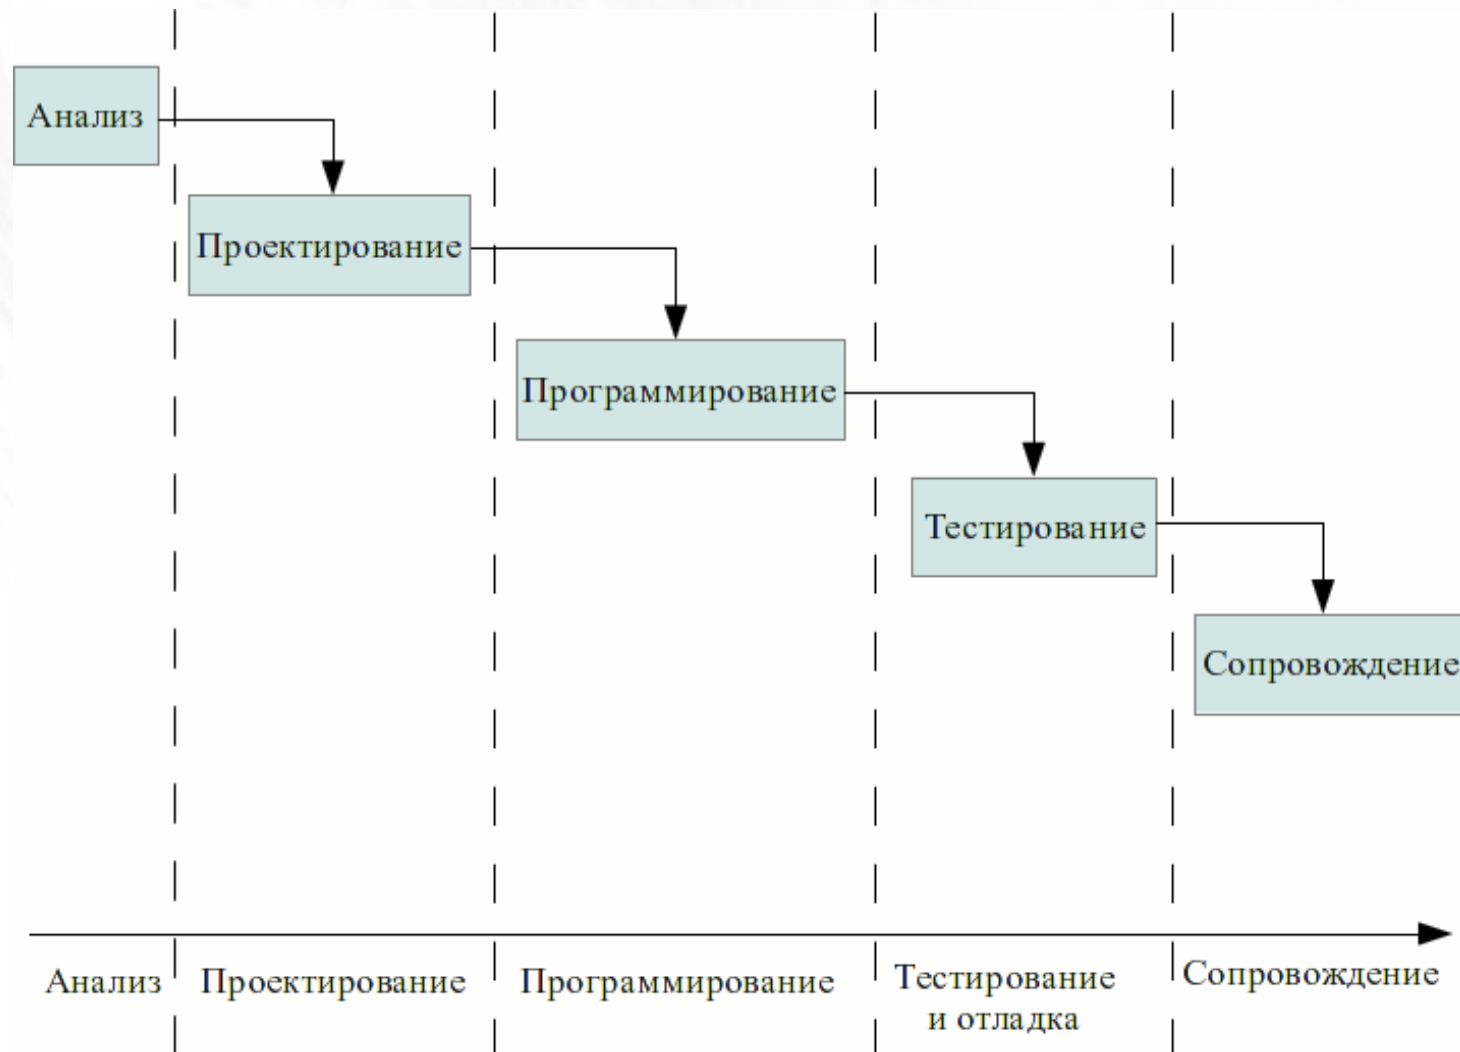 Анализ
Проектирование
Программирование
Тестирование
Сопровождение
Анализ
Проектирование
Программирование
Тестирование
и отладка
Сопровождение